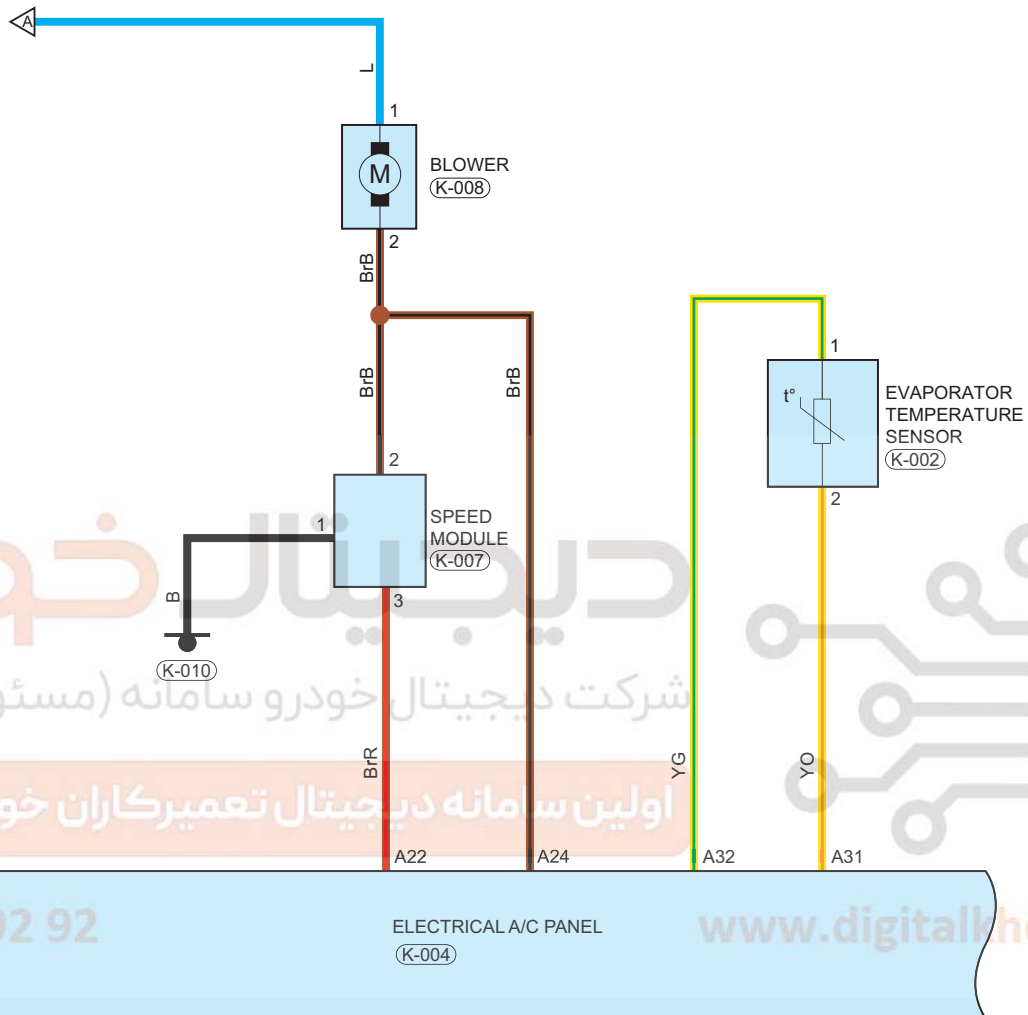 A
L
1
M
BLOWER
K-008
2
BrB
BrB
BrB
1
t°
EVAPORATOR
TEMPERATURE
SENSOR
K-002
2
2
1
SPEED
MODULE
K-007
3
B
K-010
دیجیتال خو
شرکت دیجیتال خودرو سامانه (مسئو
BrR
YG
YO
اولین سامانه دیجیتال تعمیرکاران خو
A22
A24
A32
A31
92 92
ELECTRICAL A/C PANEL
K-004
www.digitalkh